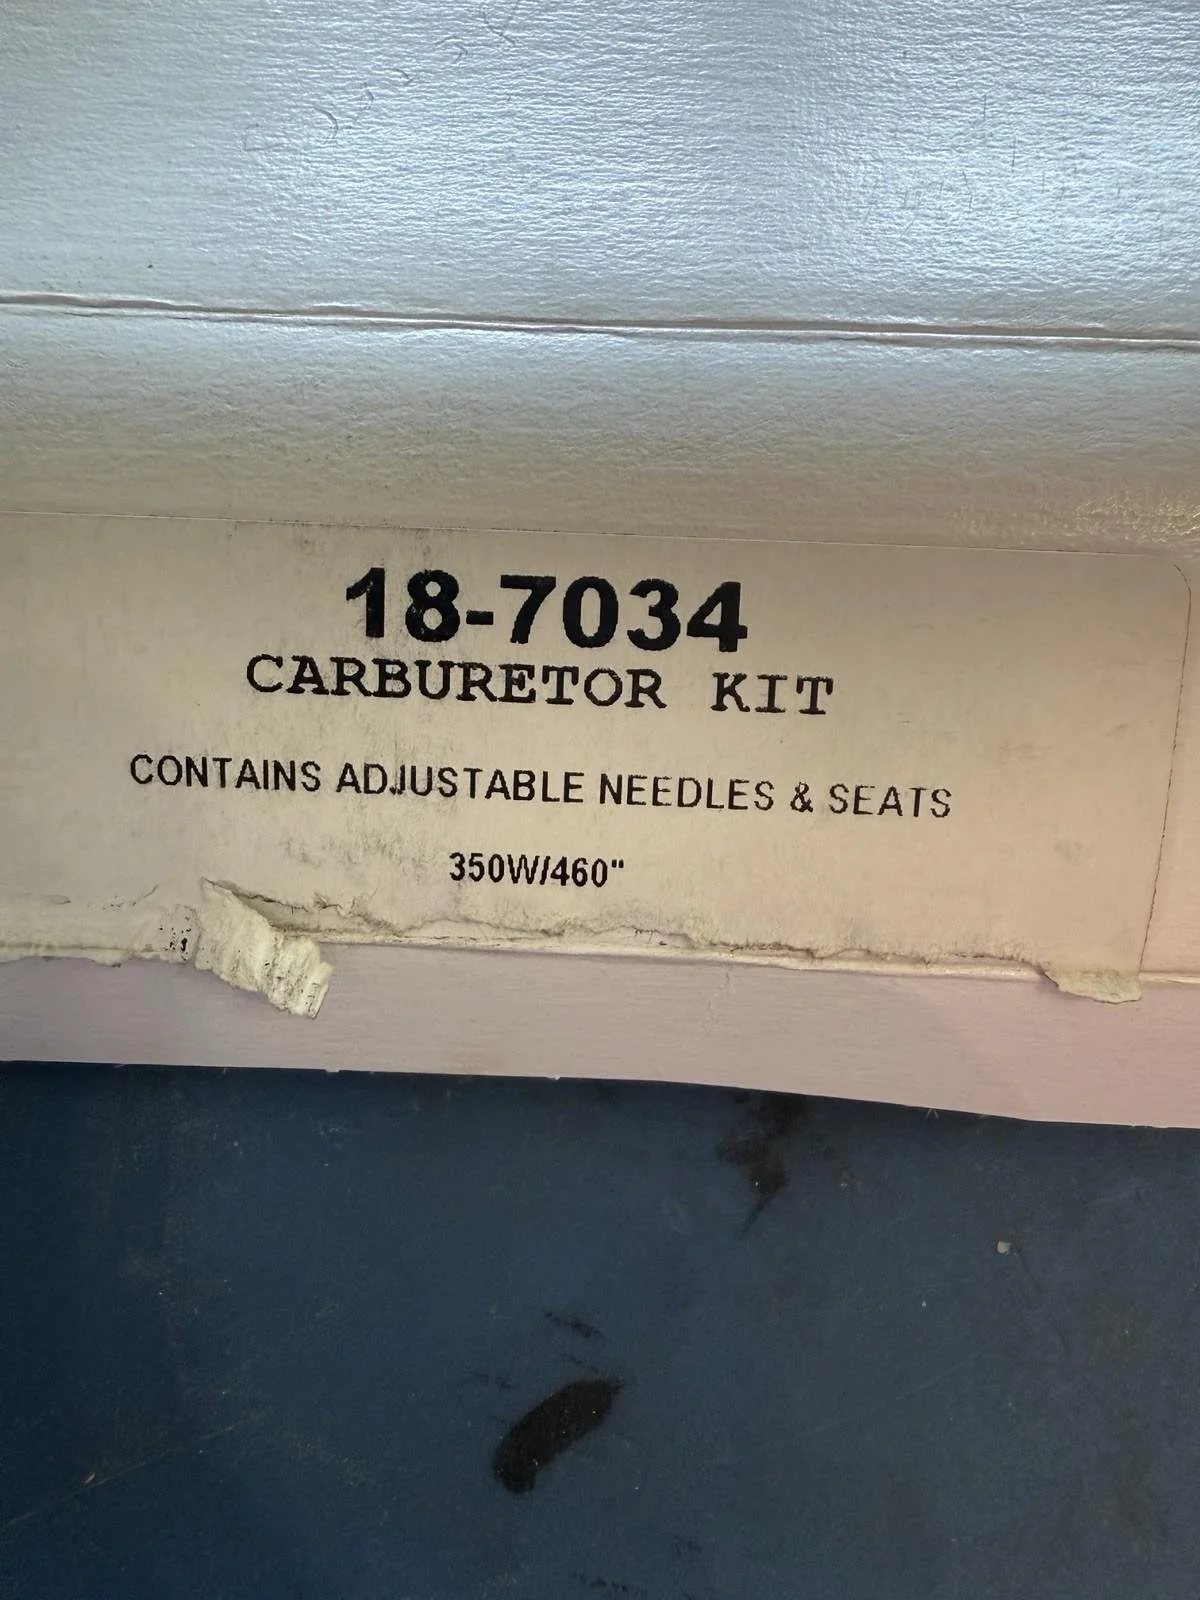 18-7034
CARBURETOR KIT
CONTAINS ADJUSTABLE NEEDLES & SEATS
350W/460"